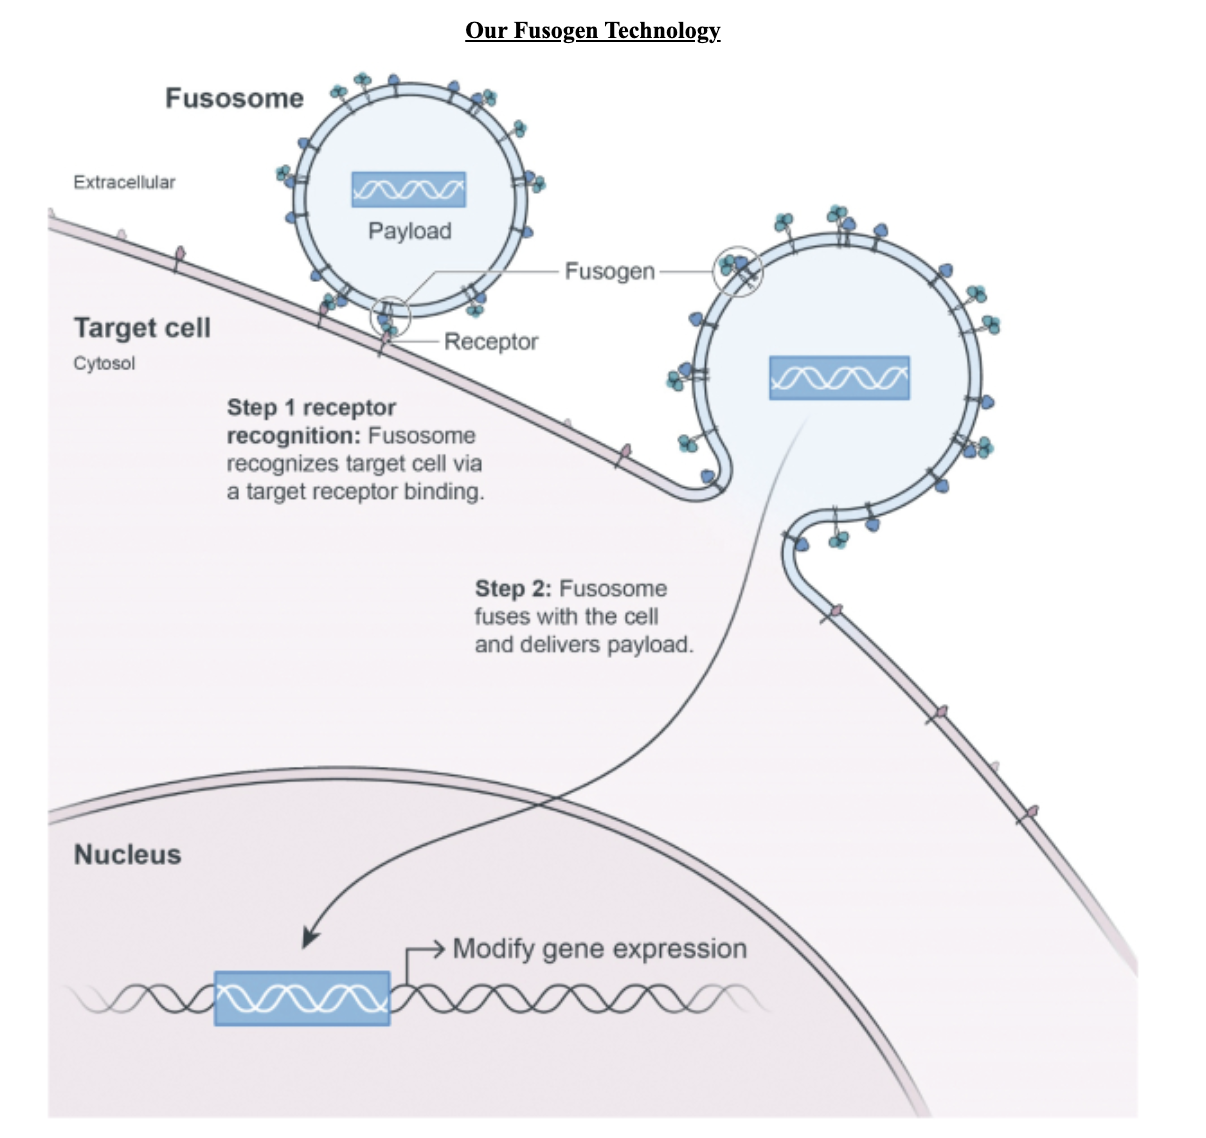 Our Fusogen Technology
Fusosome
Extracellular
Payload
Fusogen
Target cell
Receptor
Cytosol
Step 1 receptor
recognition: Fusosome
recognizes target cell via
a target receptor binding.
Step 2: Fusosome
fuses with the cell
and delivers payload.
Nucleus
Modify gene expression